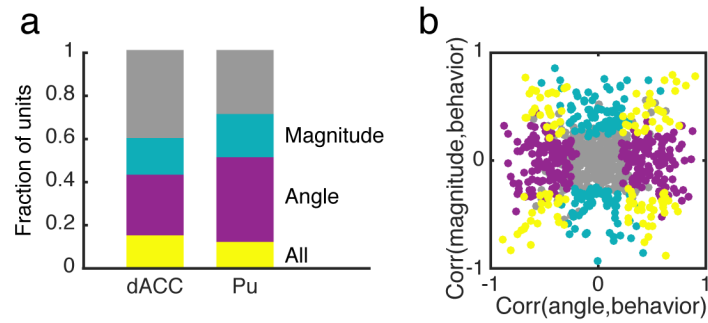 a
Fraction of units
1
0.8
0.6
0.4
0.2
0
dACC
Pu
Magnitude
Angle
All
b
Corr(magnitude,behavior)
1
0
-1
-1
0
1
Corr(angle,behavior)